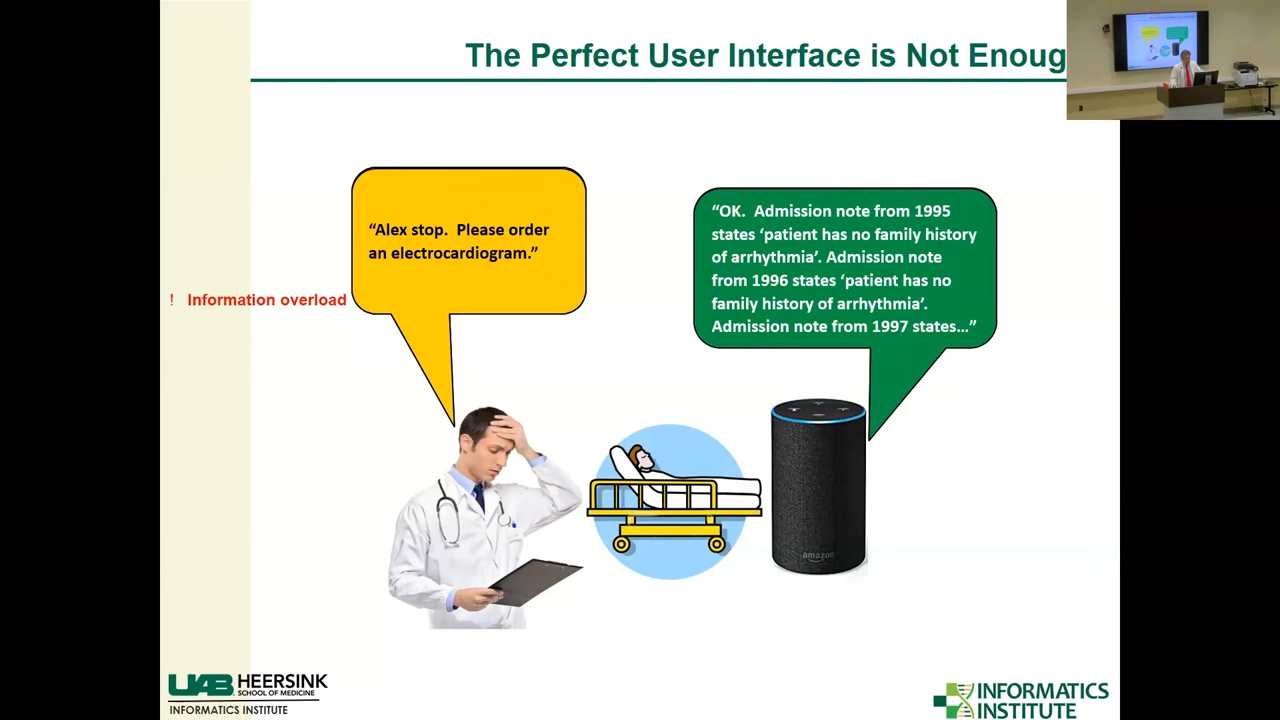 The Perfect User Interface is Not Enoug
“Alex stop.  Please order
an electrocardiogram.”
“OK.  Admission note from 1995
states ‘patient has no family history
of arrhythmia’. Admission note
from 1996 states ‘patient has no
family history of arrhythmia’.
Admission note from 1997 states…”
! Information overload
amazon
UAB HEERSINK
SCHOOL OF MEDICINE
INFORMATICS INSTITUTE
INFORMATICS
INSTITUTE